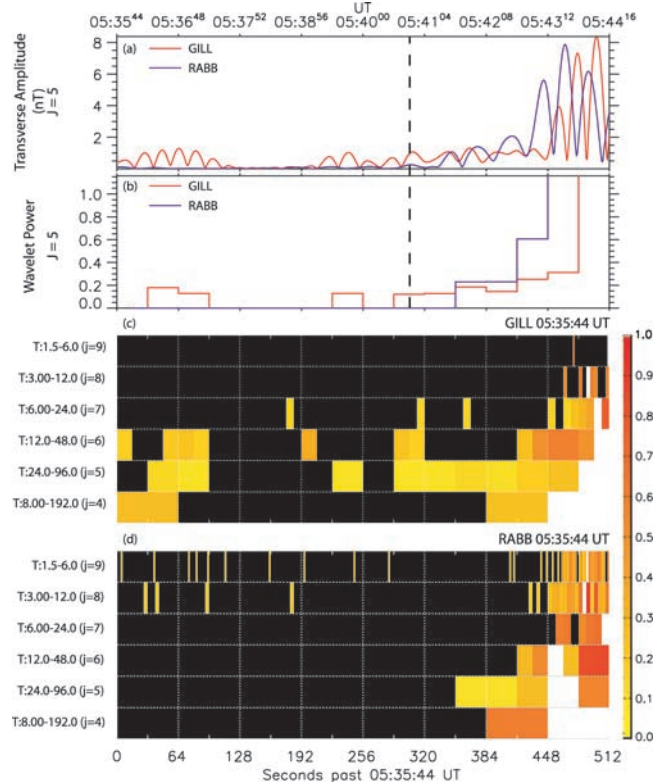 UT
05:35⁴⁴ 05:36⁴⁸ 05:37⁵² 05:38⁵⁶ 05:40⁰⁰ 05:41⁰⁴ 05:42⁰⁸ 05:43¹² 05:44¹⁶
(a)
GILL
RABB
Transverse Amplitude
(nT)
J = 5
8
6
4
2
(b)
GILL
RABB
Wavelet Power
J = 5
1.0
0.8
0.6
0.4
0.2
0.0
(c) GILL 05:35:44 UT
T:1.5-6.0 (j=9)
T:3.00-12.0 (j=8)
T:6.00-24.0 (j=7)
T:12.0-48.0 (j=6)
T:24.0-96.0 (j=5)
T:8.00-192.0 (j=4)
(d) RABB 05:35:44 UT
T:1.5-6.0 (j=9)
T:3.00-12.0 (j=8)
T:6.00-24.0 (j=7)
T:12.0-48.0 (j=6)
T:24.0-96.0 (j=5)
T:8.00-192.0 (j=4)
1.0
0.9
0.8
0.7
0.6
0.5
0.4
0.3
0.2
0.1
0.0
0 64 128 192 256 320 384 448 512
Seconds past 05:35:44 UT